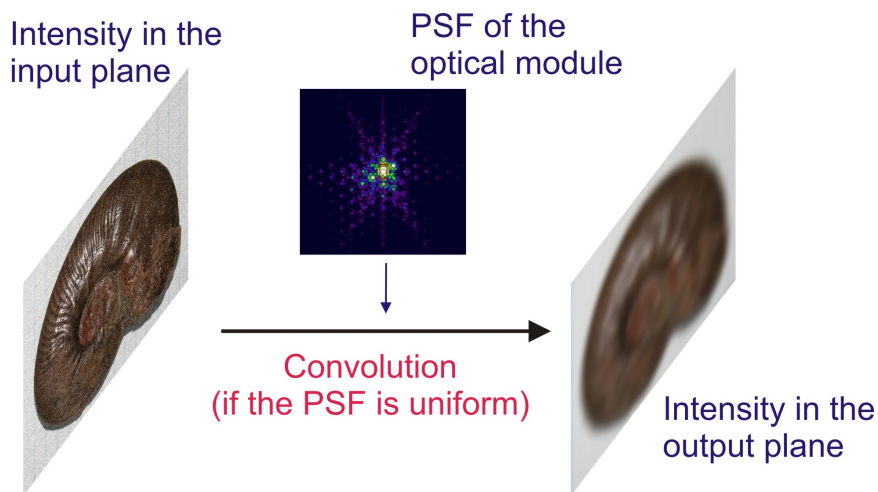 Intensity in the
input plane
PSF of the
optical module
Convolution
(if the PSF is uniform)
Intensity in the
output plane